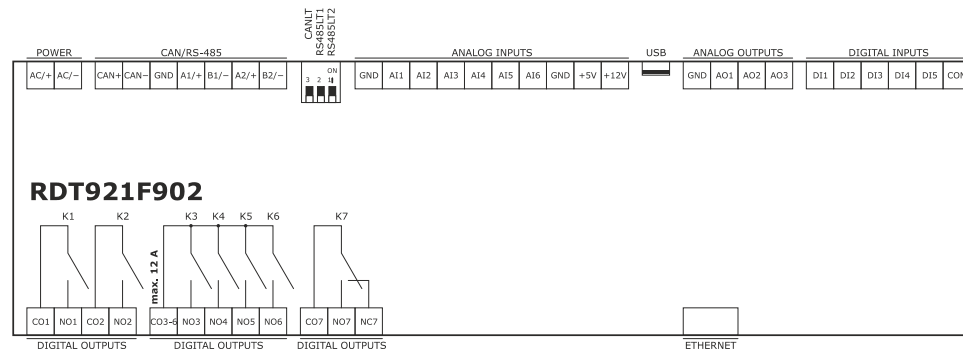 CANLT
RS485LT1
RS485LT2
POWER CAN/RS-485 ANALOG INPUTS USB ANALOG OUTPUTS DIGITAL INPUTS
AC/+ AC/− CAN+ CAN− GND A1/+ B1/− A2/+ B2/− ON GND AI1 AI2 AI3 AI4 AI5 AI6 GND +5V +12V GND AO1 AO2 AO3 DI1 DI2 DI3 DI4 DI5
3 2 1
RDT921F902
K1 K2 K3 K4 K5 K6 K7
max. 12 A
CO1 NO1 CO2 NO2 CO3-6 NO3 NO4 NO5 NO6 CO7 NO7 NC7
DIGITAL OUTPUTS DIGITAL OUTPUTS DIGITAL OUTPUTS ETHERNET